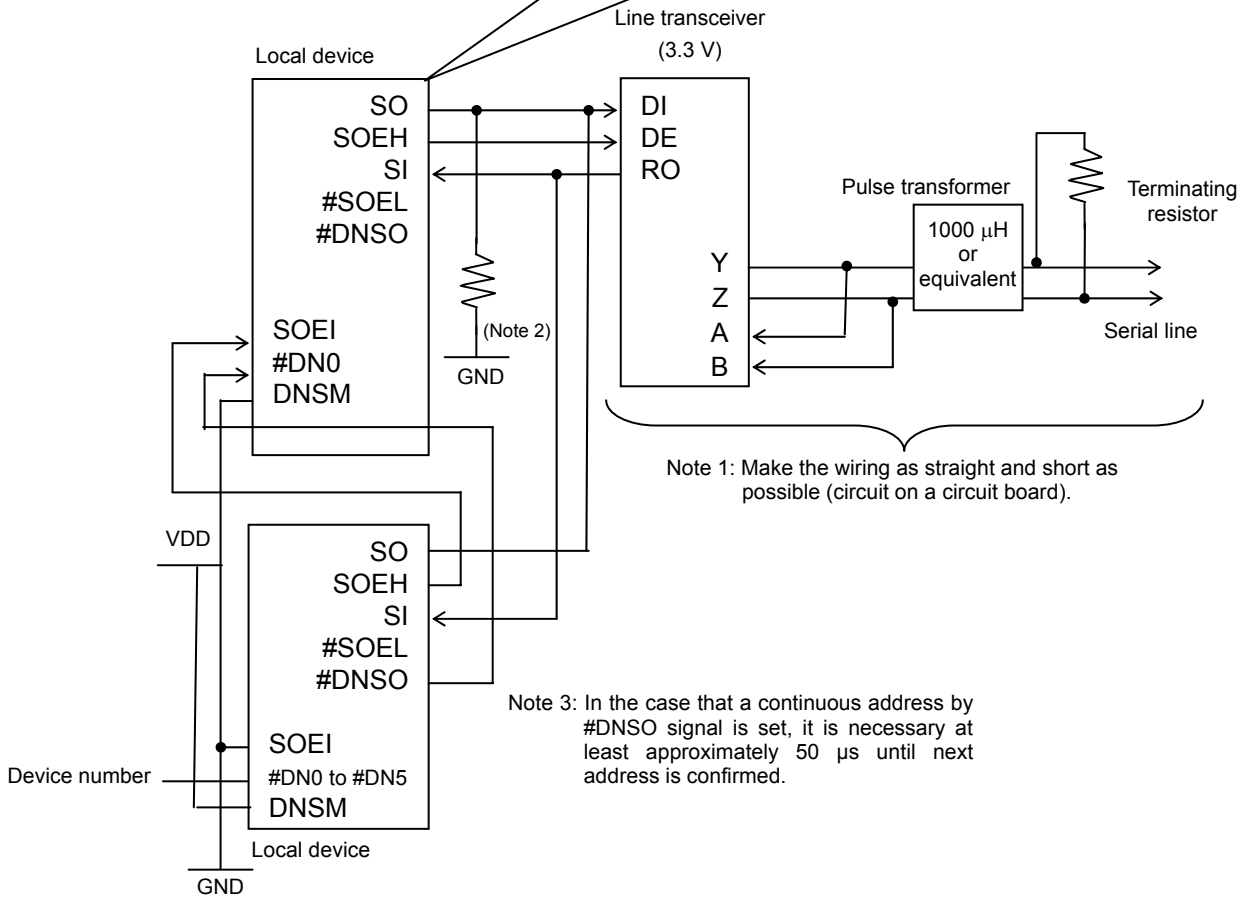 Line transceiver
(3.3 V)
Local device
SO
SOEH
SI
#SOEL
#DNSO
SOEI
#DN0
DNSM
DI
DE
RO
Y
Z
A
B
Pulse transformer
1000 μH
or
equivalent
Terminating
resistor
Serial line
(Note 2)
GND
Note 1: Make the wiring as straight and short as
possible (circuit on a circuit board).
VDD
SO
SOEH
SI
#SOEL
#DNSO
SOEI
#DN0 to #DN5
DNSM
Device number
Local device
GND
Note 3: In the case that a continuous address by
#DNSO signal is set, it is necessary at
least approximately 50 μs until next
address is confirmed.